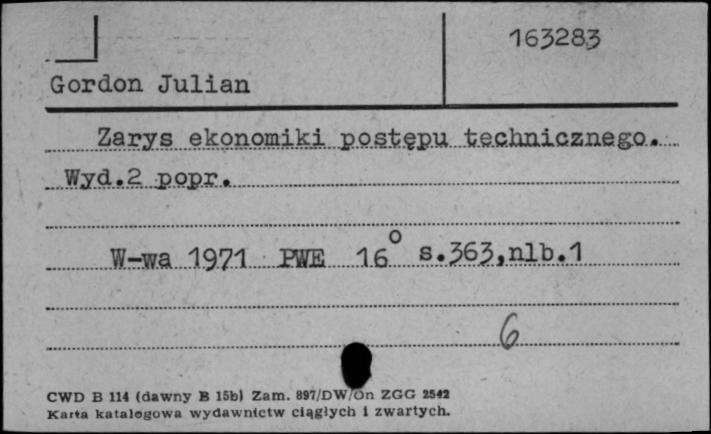 163283
Gordon Julian
Zarys ekonomiki postępu technicznego.
Wyd.2 popr.
W-wa 1971 PWE 16° s.363,nlb.1
6
CWD B 114 (dawny B 15b) Zam. 897/DW/On ZGG 2542
Karta katalogowa wydawnictw ciągłych i zwartych.